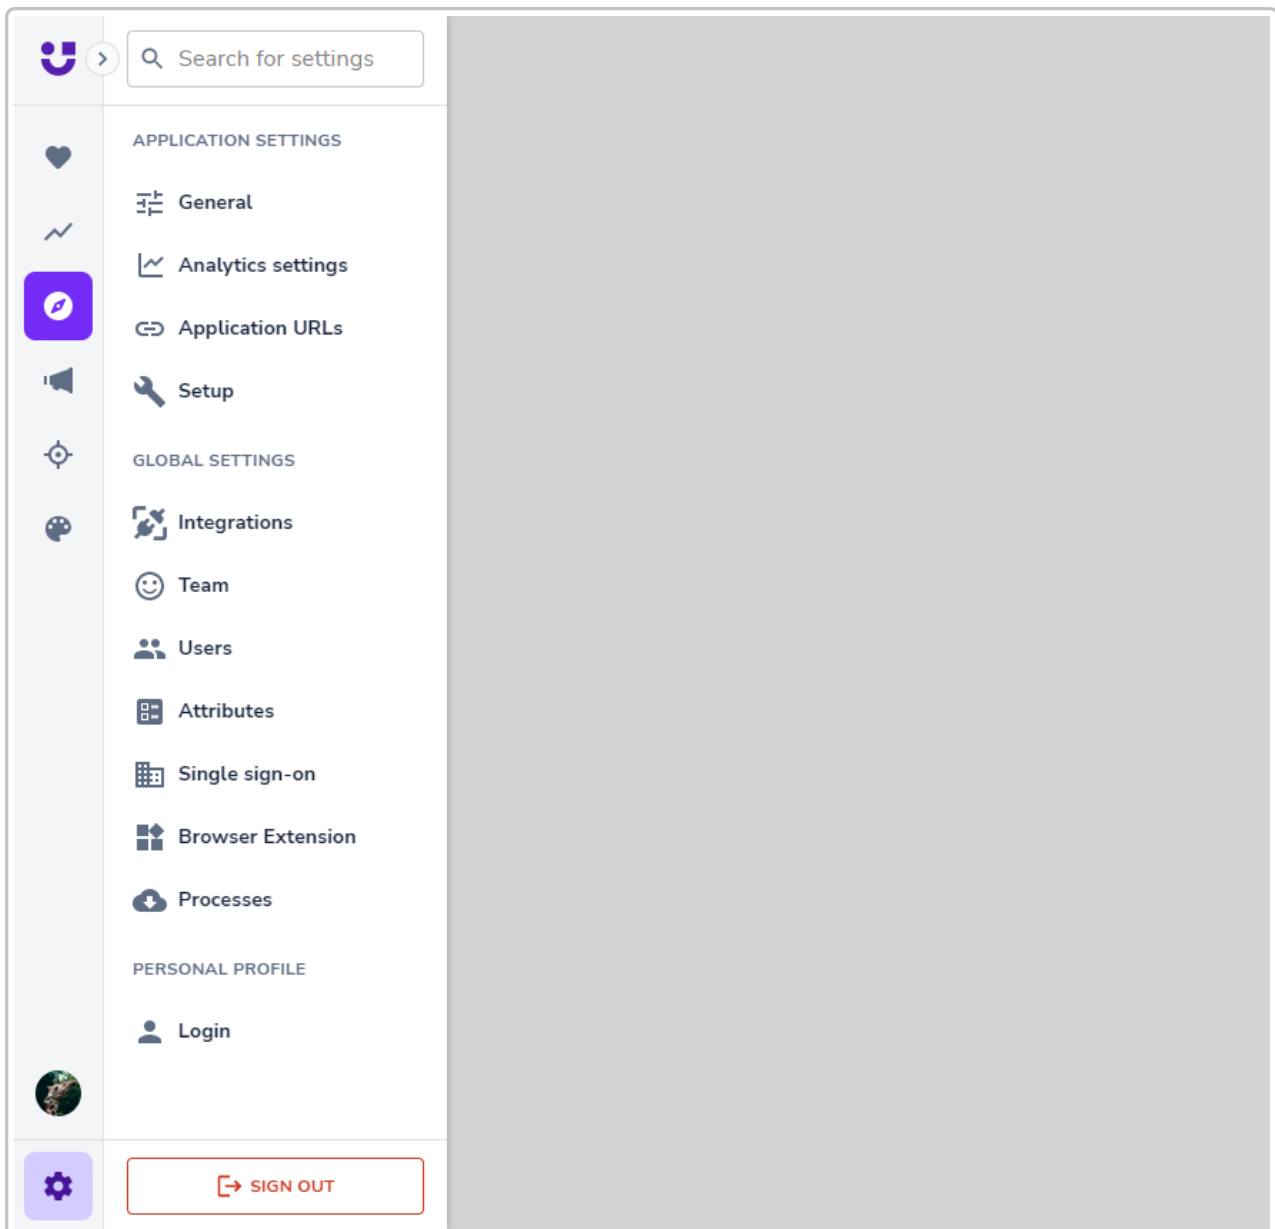 Search for settings
APPLICATION SETTINGS
General
Analytics settings
Application URLs
Setup
GLOBAL SETTINGS
Integrations
Team
Users
Attributes
Single sign-on
Browser Extension
Processes
PERSONAL PROFILE
Login
SIGN OUT